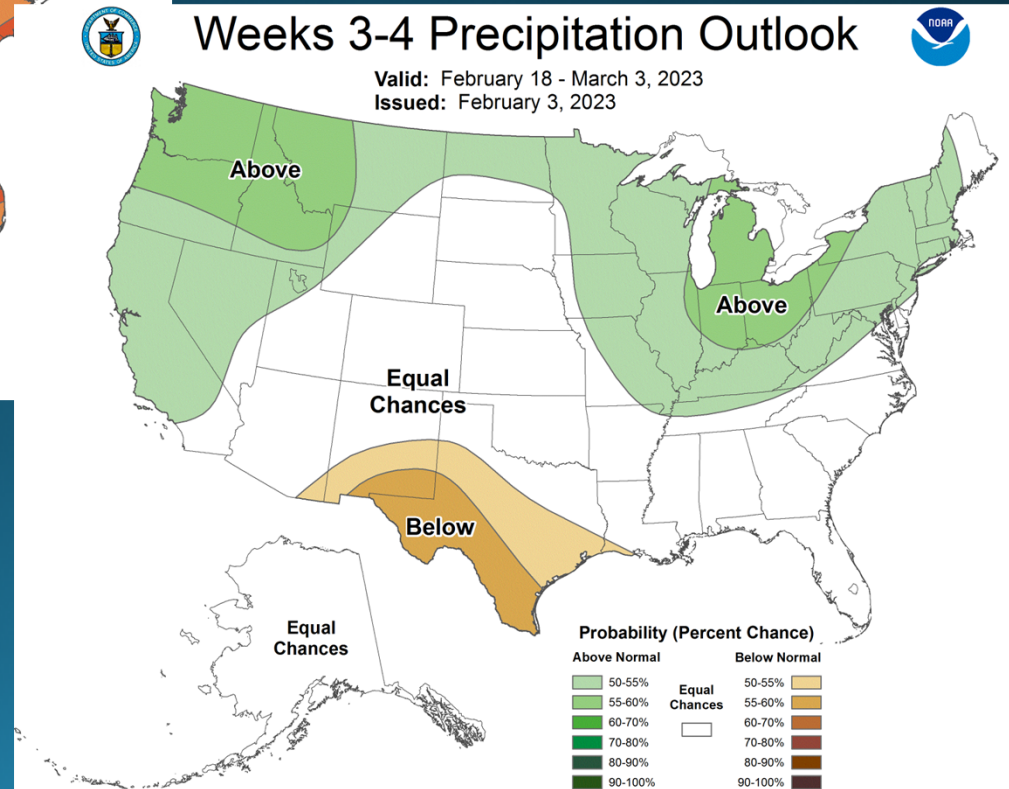 Weeks 3-4 Precipitation Outlook
NOAA
Valid: February 18 - March 3, 2023
Issued: February 3, 2023
Above
Above
Equal
Chances
Below
Equal
Chances
Probability (Percent Chance)
Above Normal
Below Normal
50-55%
50-55%
55-60%
Equal
Chances
55-60%
60-70%
60-70%
70-80%
70-80%
80-90%
80-90%
90-100%
90-100%